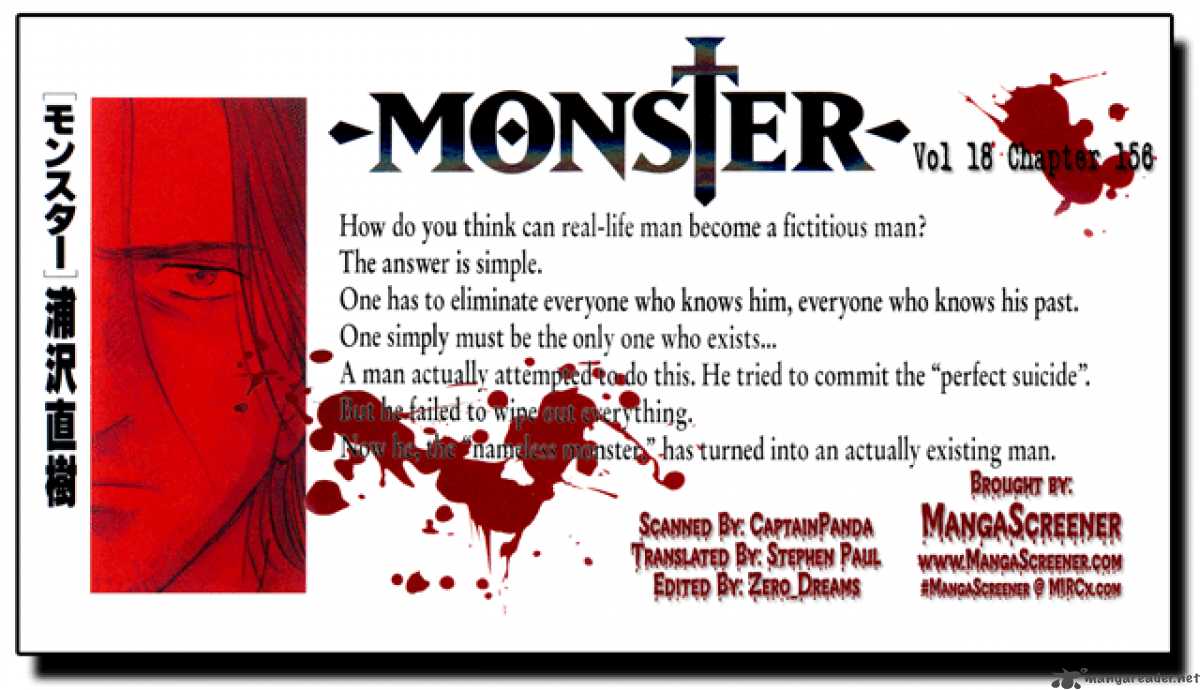 [モンスター] 浦沢直樹
-MONSTER-
Vol 18 Chapter 156
How do you think can real-life man become a fictitious man?
The answer is simple.
One has to eliminate everyone who knows him, everyone who knows his past.
One simply must be the only one who exists...
A man actually attempted to do this. He tried to commit the “perfect suicide”.
But he failed to wipe out everything.
Now he, the “nameless monster,” has turned into an actually existing man.
Scanned By: CaptainPanda
Translated By: Stephen Paul
Edited By: Zero_Dreams
Brought by:
MangaScreener
www.MangaScreener.com
#MangaScreener @ MIRCx.com
mangareader.net